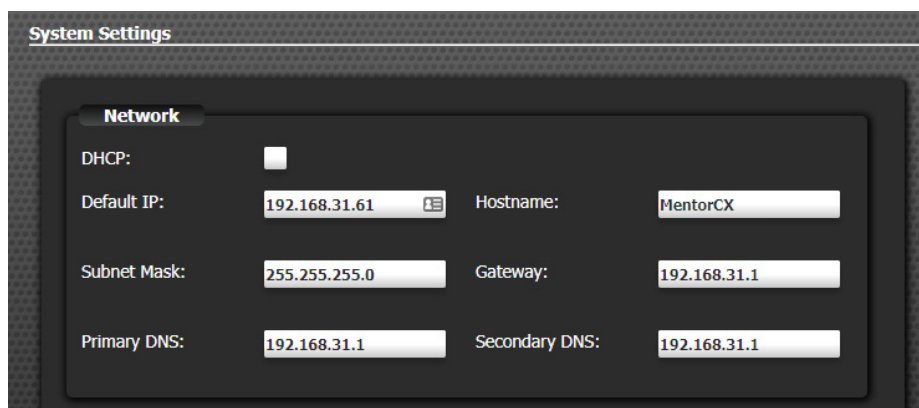 System Settings
Network
DHCP:
Default IP: 192.168.31.61 Hostname: MentorCX
Subnet Mask: 255.255.255.0 Gateway: 192.168.31.1
Primary DNS: 192.168.31.1 Secondary DNS: 192.168.31.1